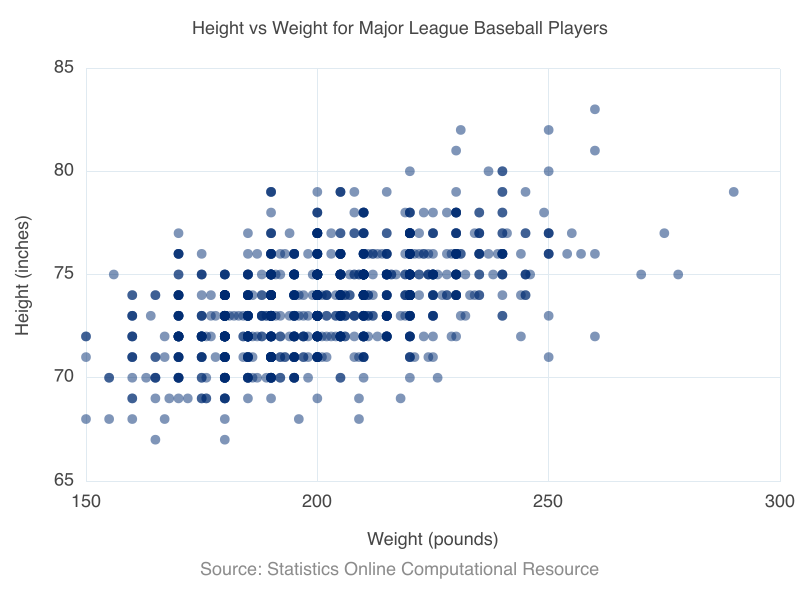 Height vs Weight for Major League Baseball Players
85
80
75
70
65
Height (inches)
150 200 250 300
Weight (pounds)
Source: Statistics Online Computational Resource